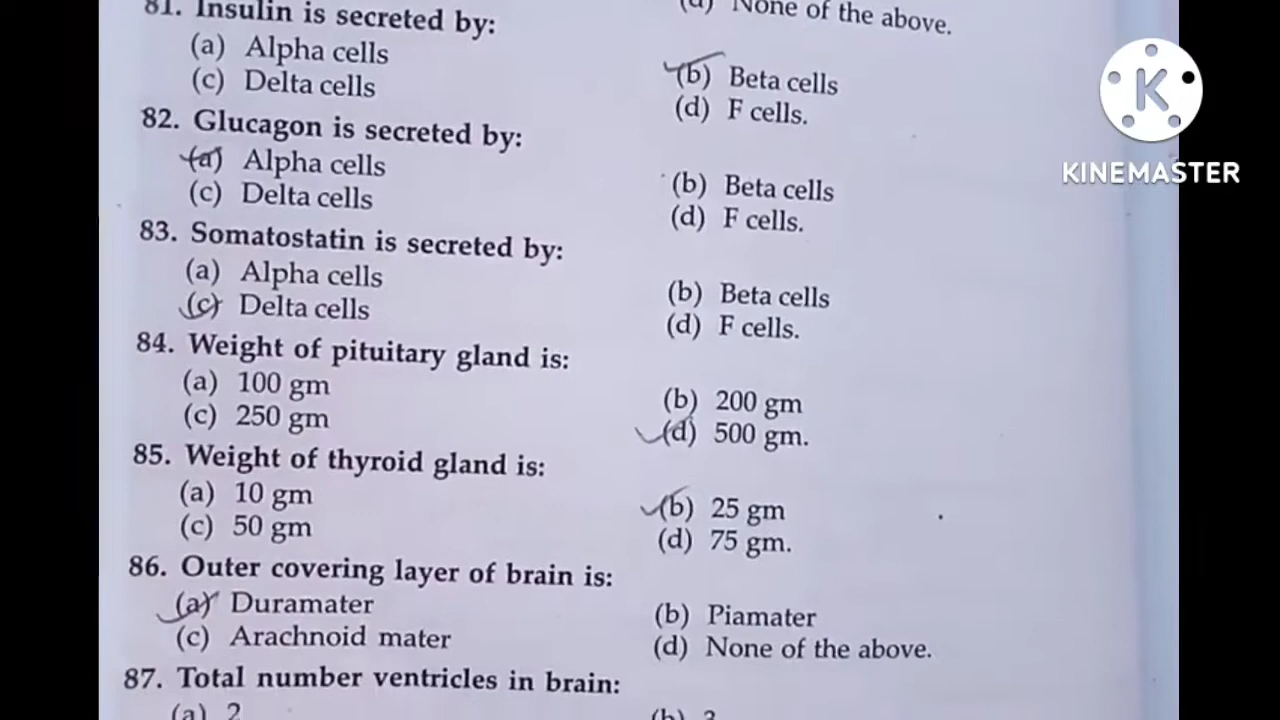 81. Insulin is secreted by:
(d) None of the above.
(a) Alpha cells
(b) Beta cells
(c) Delta cells
(d) F cells.
82. Glucagon is secreted by:
(a) Alpha cells
(b) Beta cells
(c) Delta cells
(d) F cells.
83. Somatostatin is secreted by:
(a) Alpha cells
(b) Beta cells
(c) Delta cells
(d) F cells.
84. Weight of pituitary gland is:
(a) 100 gm
(b) 200 gm
(c) 250 gm
(d) 500 gm.
85. Weight of thyroid gland is:
(a) 10 gm
(b) 25 gm
(c) 50 gm
(d) 75 gm.
86. Outer covering layer of brain is:
(a) Duramater
(b) Piamater
(c) Arachnoid mater
(d) None of the above.
87. Total number ventricles in brain:
(a) 2
(b) 3
K
KINEMASTER